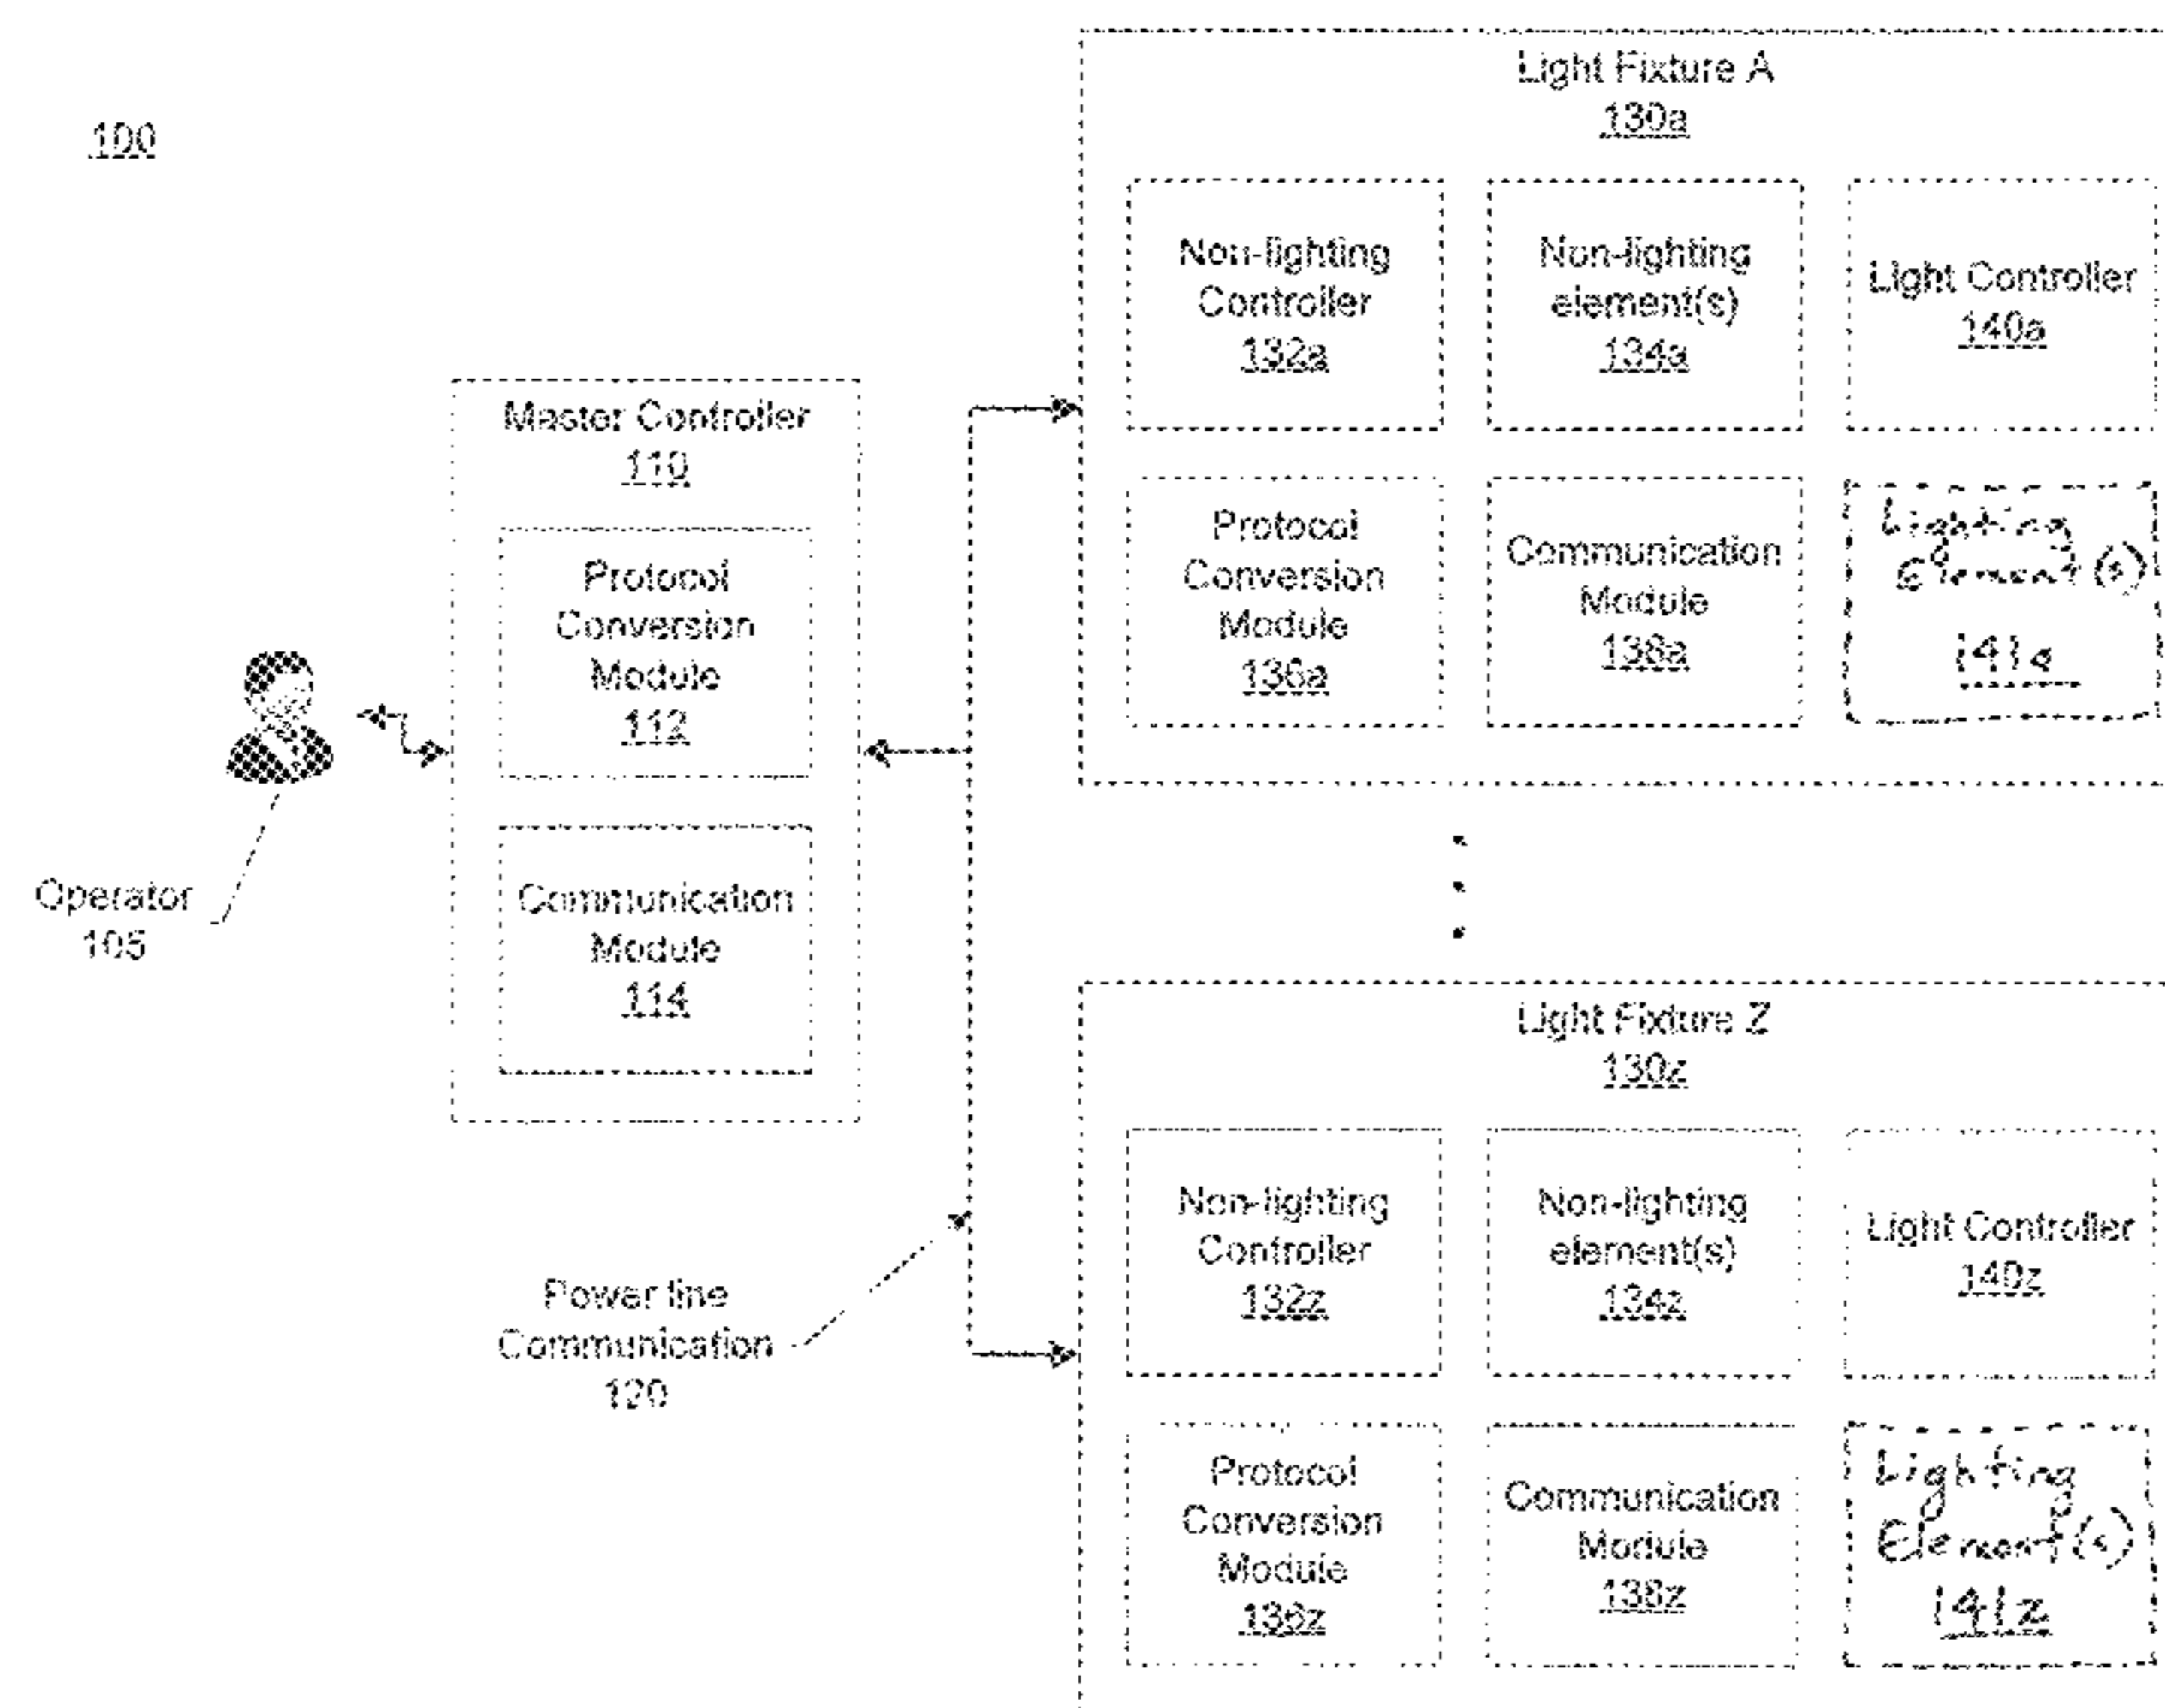 100
Operator
105
Master Controller
110
Protocol
Conversion
Module
112
Communication
Module
114
Power line
Communication
120
Light Fixture A
130a
Non-lighting
Controller
132a
Non-lighting
element(s)
134a
Light Controller
140a
Protocol
Conversion
Module
136a
Communication
Module
138a
Lighting
Element(s)
141a
Light Fixture Z
130z
Non-lighting
Controller
132z
Non-lighting
element(s)
134z
Light Controller
140z
Protocol
Conversion
Module
136z
Communication
Module
138z
Lighting
Element(s)
141z